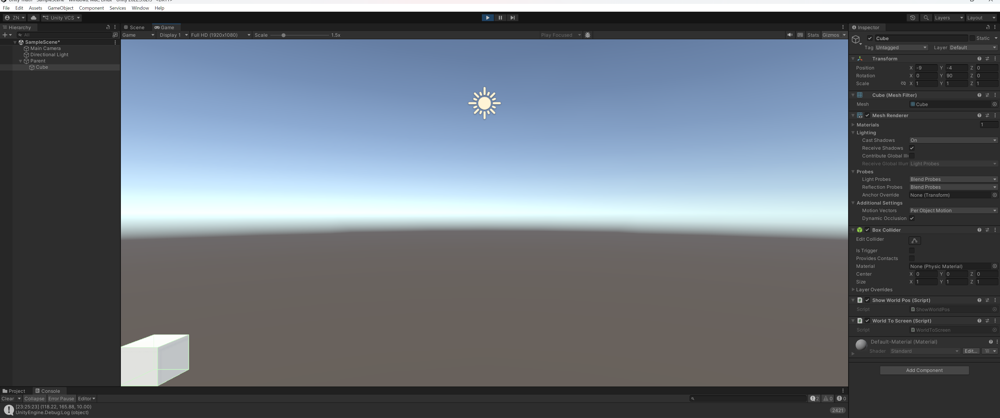 Unity math - SampleScene - Windows, Mac, Linux - Unity 2022.3.62f3* <DX11>
File Edit Assets GameObject Component Services Window Help
ZN Unity VCS Layers Layout
Hierarchy Scene Game Inspector
All Game Display 1 Full HD (1920x1080) Scale 1.5x Play Focused Stats Gizmos
SampleScene*
Main Camera
Directional Light
Parent
Cube
Cube Static
Tag Untagged Layer Default
Transform
Position X -9 Y -4 Z 0
Rotation X 0 Y 90 Z 0
Scale X 1 Y 1 Z 1
Cube (Mesh Filter)
Mesh Cube
Mesh Renderer
Materials 1
Lighting
Cast Shadows On
Receive Shadows
Contribute Global Illu
Receive Global Illum Light Probes
Probes
Light Probes Blend Probes
Reflection Probes Blend Probes
Anchor Override None (Transform)
Additional Settings
Motion Vectors Per Object Motion
Dynamic Occlusion
Box Collider
Edit Collider
Is Trigger
Provides Contacts
Material None (Physic Material)
Center X 0 Y 0 Z 0
Size X 1 Y 1 Z 1
Layer Overrides
Show World Pos (Script)
Script ShowWorldPos
World To Screen (Script)
Script WorldToScreen
Default-Material (Material)
Shader Standard Edit...
Add Component
Project Console
Clear Collapse Error Pause Editor 2 0 0
[23:25:23] (118.22, 165.88, 10.00)
UnityEngine.Debug:Log (object)
2421